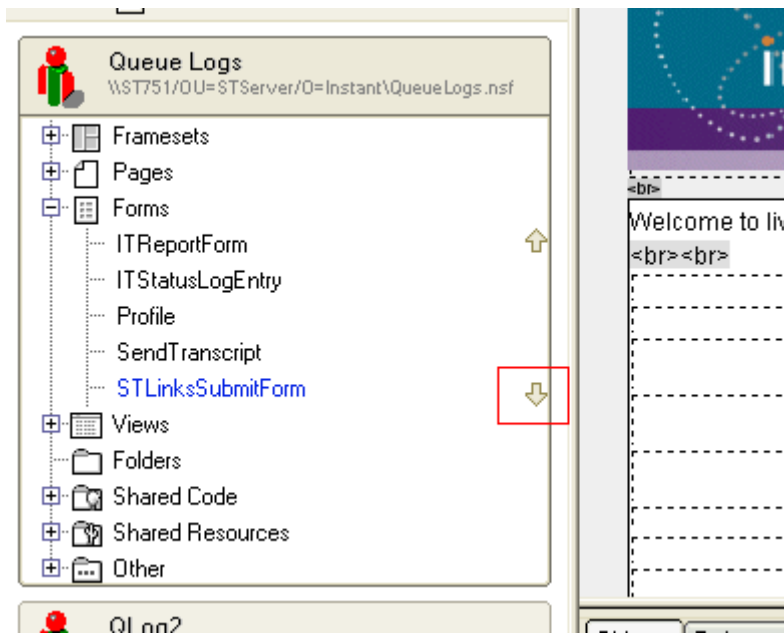 Queue Logs
\\ST751/OU=STServer/O=Instant\QueueLogs.nsf
Framesets
Pages
Forms
ITReportForm
ITStatusLogEntry
Profile
SendTranscript
STLinksSubmitForm
Views
Folders
Shared Code
Shared Resources
Other
QLog2
<br>
Welcome to liv
<br><br>